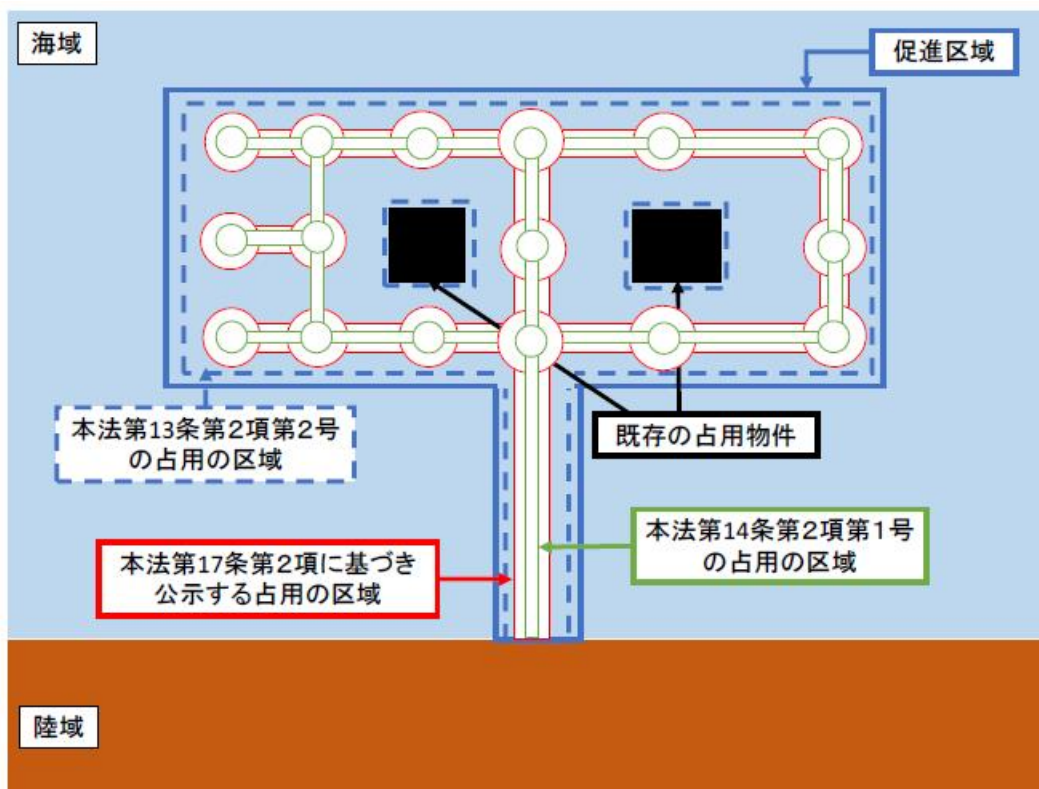 海域
促進区域
本法第13条第２項第２号
の占用の区域
既存の占用物件
本法第14条第２項第１号
の占用の区域
本法第17条第２項に基づき
公示する占用の区域
陸域